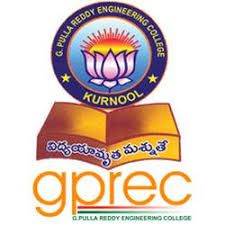 G. PULLA REDDY ENGINEERING COLLEGE
KURNOOL
విద్యయామృత మశ్నుతే
gprec
G.PULLA REDDY ENGINEERING COLLEGE